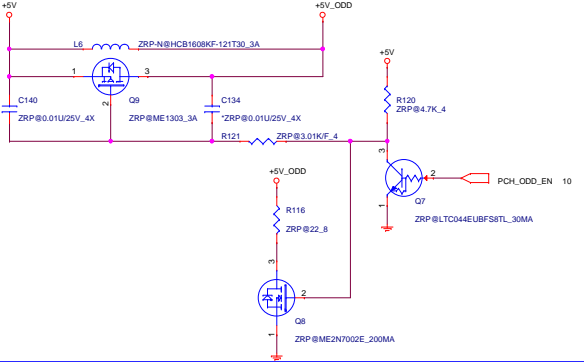 +5V
+5V_ODD
L6
ZRP-N@HCB1608KF-121T30_3A
+5V
1
3
2
C140
ZRP@0.01U/25V_4X
Q9
ZRP@ME1303_3A
C134
*ZRP@0.01U/25V_4X
R120
ZRP@4.7K_4
R121
ZRP@3.01K/F_4
3
2
1
PCH_ODD_EN 10
Q7
ZRP@LTC044EUBFS8TL_30MA
+5V_ODD
R116
ZRP@22_8
3
2
1
Q8
ZRP@ME2N7002E_200MA